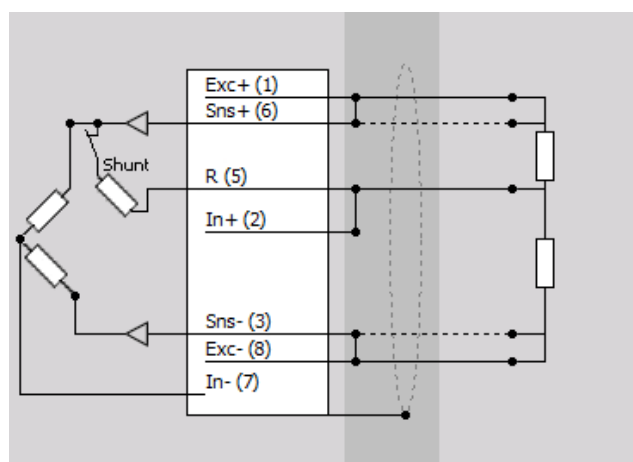 Exc+ (1)
Sns+ (6)
Shunt
R (5)
In+ (2)
Sns- (3)
Exc- (8)
In- (7)